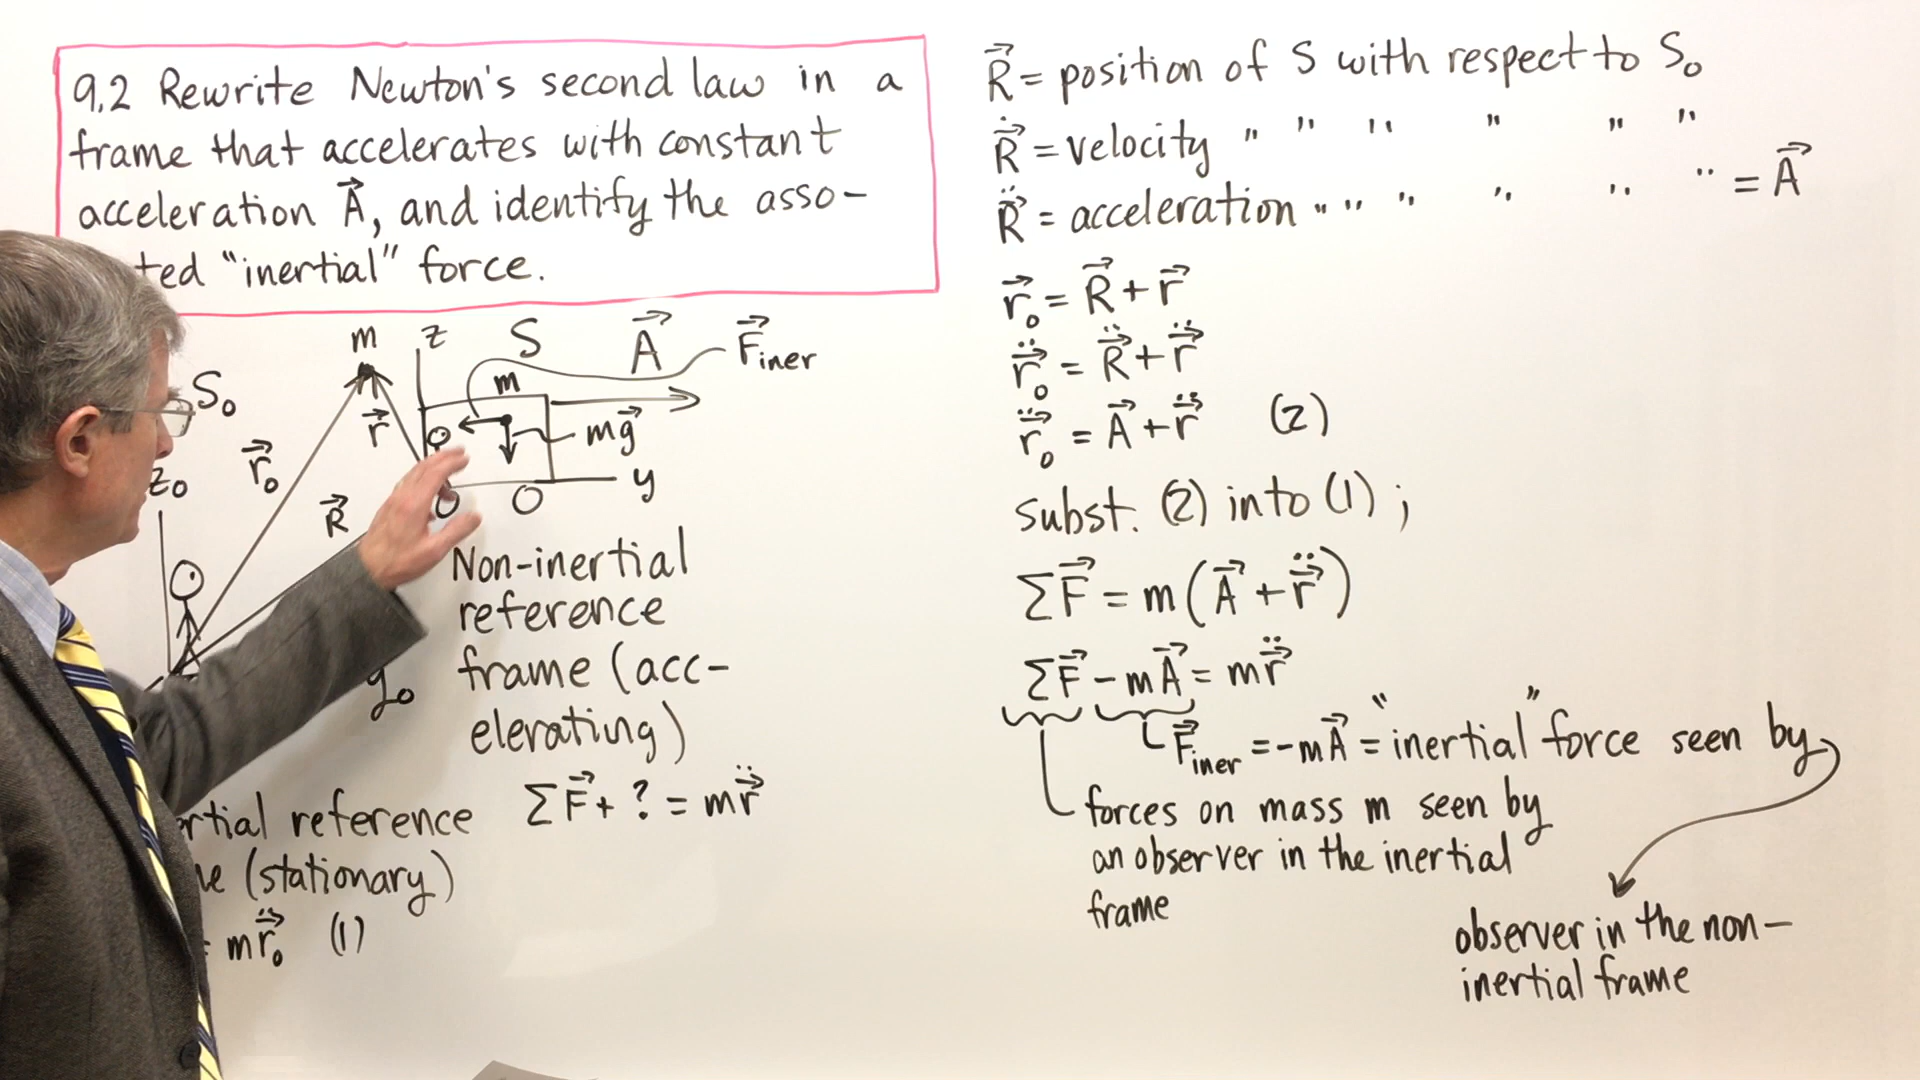 9.2 Rewrite Newton's second law in a
frame that accelerates with constant
acceleration A⃗, and identify the asso-
ted "inertial" force.
m z S A⃗ F⃗iner
m
S₀
r⃗ mg⃗
r⃗₀
z₀ y
R⃗
O
Non-inertial
reference
frame (acc-
elerating)
y₀
ΣF⃗ + ? = mr⃗̈
rtial reference
e (stationary)
= mr⃗̈₀ (1)
R⃗ = position of S with respect to S₀
R⃗̇ = velocity " " " " " "
R⃗̈ = acceleration " " " " " " = A⃗
r⃗₀ = R⃗ + r⃗
r⃗̈₀ = R⃗̈ + r⃗̈
r⃗̈₀ = A⃗ + r⃗̈ (2)
subst. (2) into (1) ;
ΣF⃗ = m(A⃗ + r⃗̈)
ΣF⃗ - mA⃗ = mr⃗̈
F⃗iner = -mA⃗ = "inertial" force seen by
forces on mass m seen by
an observer in the inertial
frame
observer in the non-
inertial frame